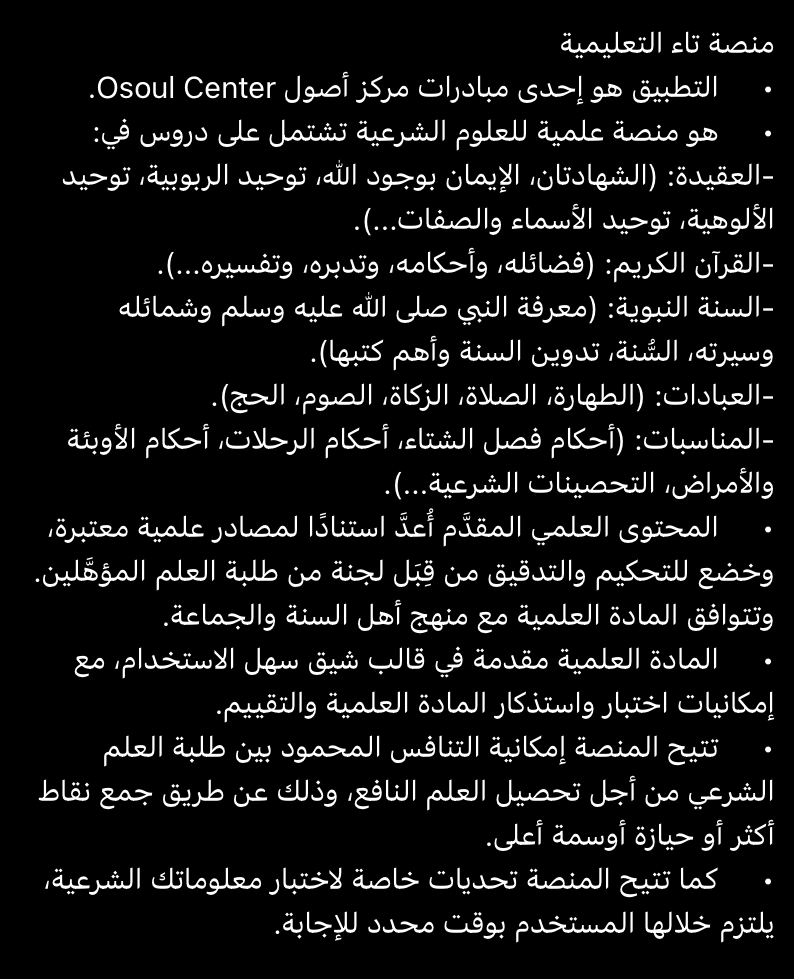 منصة تاء التعليمية
• التطبيق هو إحدى مبادرات مركز أصول Osoul Center.
• هو منصة علمية للعلوم الشرعية تشتمل على دروس في:
-العقيدة: (الشهادتان، الإيمان بوجود الله، توحيد الربوبية، توحيد
الألوهية، توحيد الأسماء والصفات...).
-القرآن الكريم: (فضائله، وأحكامه، وتدبره، وتفسيره...).
-السنة النبوية: (معرفة النبي صلى الله عليه وسلم وشمائله
وسيرته، السُّنة، تدوين السنة وأهم كتبها).
-العبادات: (الطهارة، الصلاة، الزكاة، الصوم، الحج).
-المناسبات: (أحكام فصل الشتاء، أحكام الرحلات، أحكام الأوبئة
والأمراض، التحصينات الشرعية...).
• المحتوى العلمي المقدَّم أُعدَّ استنادًا لمصادر علمية معتبرة،
وخضع للتحكيم والتدقيق من قِبَل لجنة من طلبة العلم المؤهَّلين.
وتتوافق المادة العلمية مع منهج أهل السنة والجماعة.
• المادة العلمية مقدمة في قالب شيق سهل الاستخدام، مع
إمكانيات اختبار واستذكار المادة العلمية والتقييم.
• تتيح المنصة إمكانية التنافس المحمود بين طلبة العلم
الشرعي من أجل تحصيل العلم النافع، وذلك عن طريق جمع نقاط
أكثر أو حيازة أوسمة أعلى.
• كما تتيح المنصة تحديات خاصة لاختبار معلوماتك الشرعية،
يلتزم خلالها المستخدم بوقت محدد للإجابة.